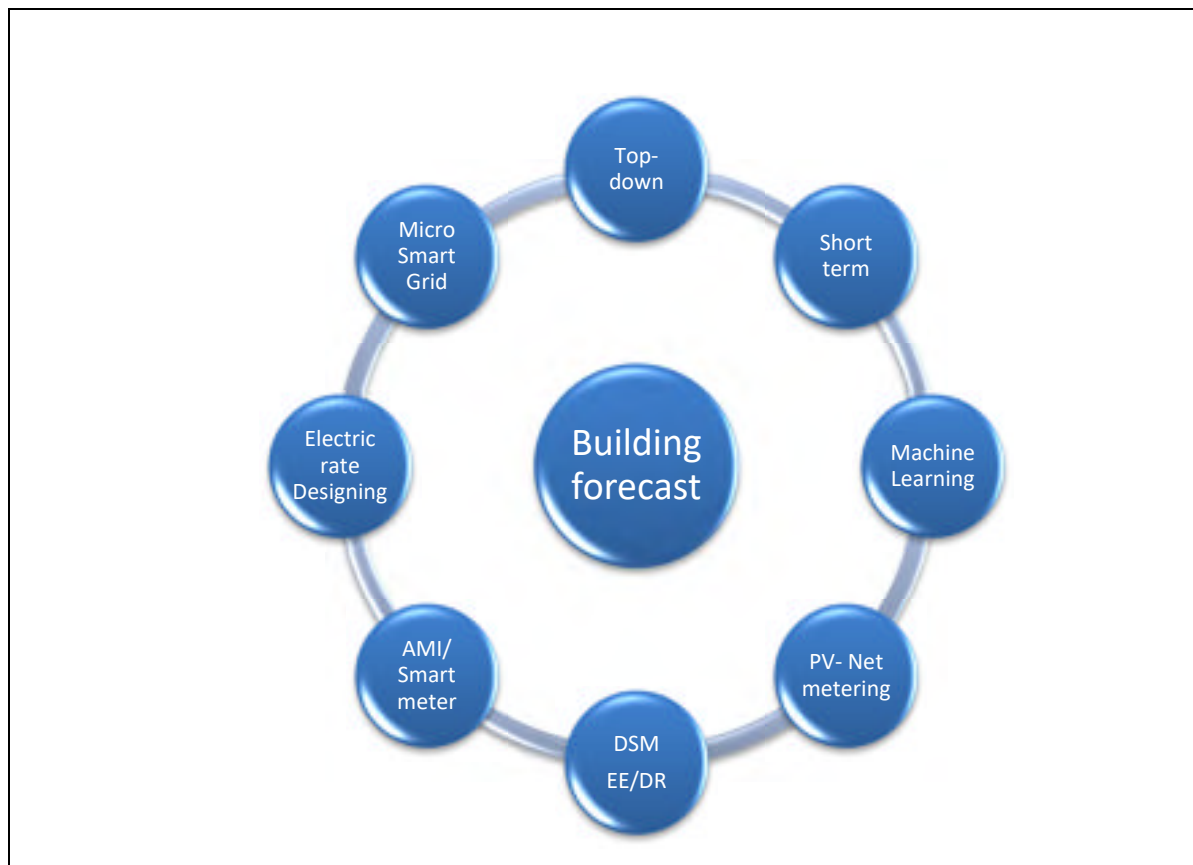 Top-
down
Short
term
Machine
Learning
PV- Net
metering
DSM
EE/DR
AMI/
Smart
meter
Electric
rate
Designing
Micro
Smart
Grid
Building
forecast